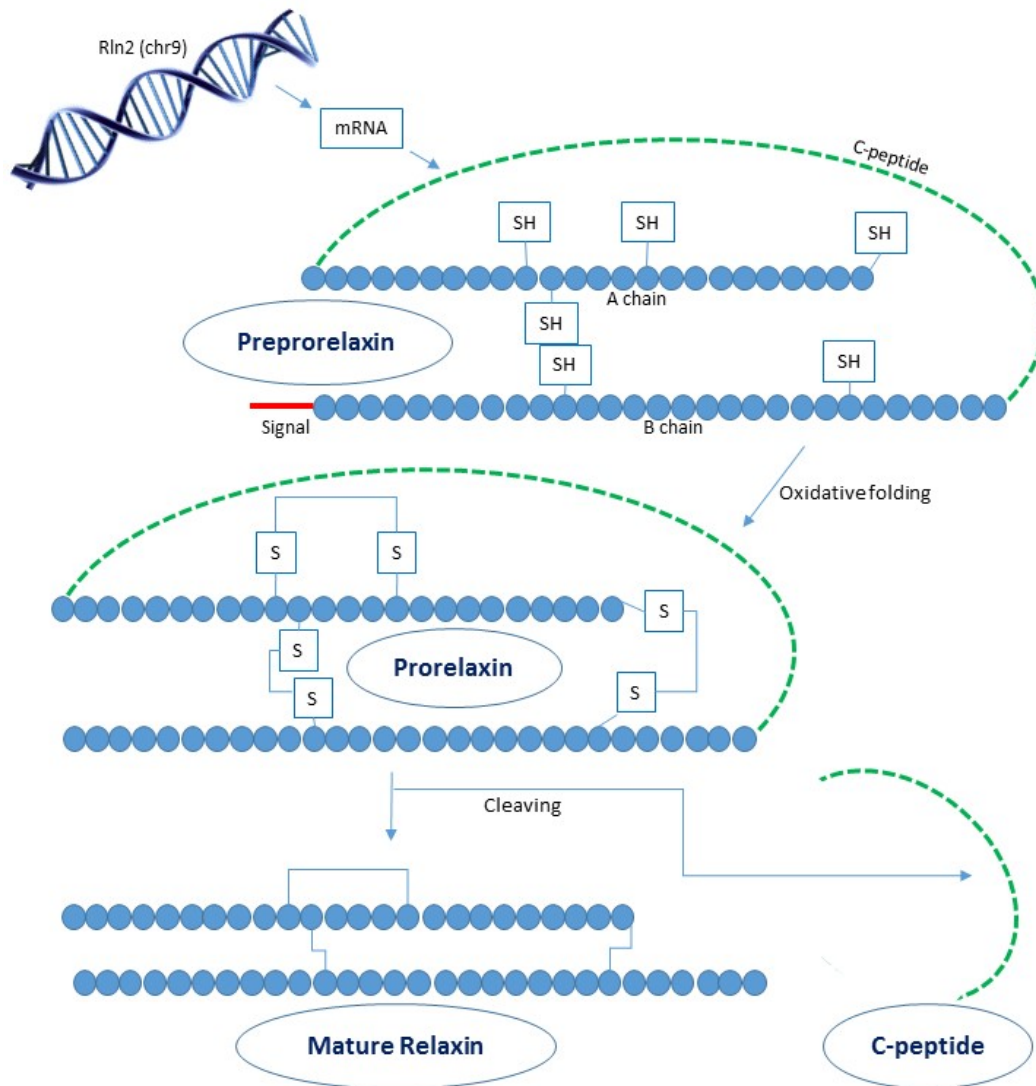 Rln2 (chr9)
mRNA
C-peptide
SH
SH
SH
A chain
SH
Preprorelaxin
SH
SH
Signal
B chain
Oxidative folding
S
S
S
S
Prorelaxin
S
S
Cleaving
Mature Relaxin
C-peptide